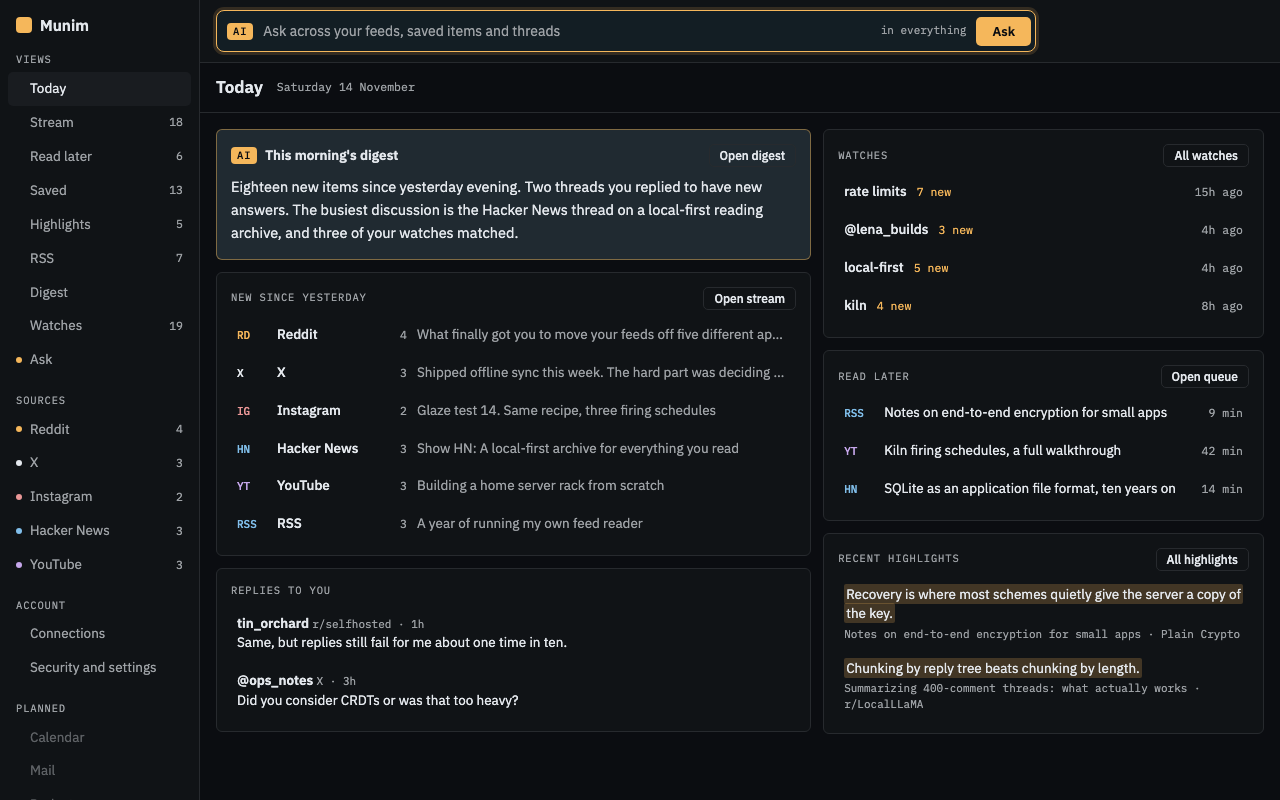 Munim
VIEWS
Today
Stream 18
Read later 6
Saved 13
Highlights 5
RSS 7
Digest
Watches 19
Ask
SOURCES
Reddit 4
X 3
Instagram 2
Hacker News 3
YouTube 3
ACCOUNT
Connections
Security and settings
PLANNED
Calendar
Mail
AI Ask across your feeds, saved items and threads in everything Ask
Today Saturday 14 November
AI This morning's digest Open digest
Eighteen new items since yesterday evening. Two threads you replied to have new
answers. The busiest discussion is the Hacker News thread on a local-first reading
archive, and three of your watches matched.
NEW SINCE YESTERDAY Open stream
RD Reddit 4 What finally got you to move your feeds off five different ap...
X X 3 Shipped offline sync this week. The hard part was deciding ...
IG Instagram 2 Glaze test 14. Same recipe, three firing schedules
HN Hacker News 3 Show HN: A local-first archive for everything you read
YT YouTube 3 Building a home server rack from scratch
RSS RSS 3 A year of running my own feed reader
REPLIES TO YOU
tin_orchard r/selfhosted · 1h
Same, but replies still fail for me about one time in ten.
@ops_notes X · 3h
Did you consider CRDTs or was that too heavy?
WATCHES All watches
rate limits 7 new 15h ago
@lena_builds 3 new 4h ago
local-first 5 new 4h ago
kiln 4 new 8h ago
READ LATER Open queue
RSS Notes on end-to-end encryption for small apps 9 min
YT Kiln firing schedules, a full walkthrough 42 min
HN SQLite as an application file format, ten years on 14 min
RECENT HIGHLIGHTS All highlights
Recovery is where most schemes quietly give the server a copy of
the key.
Notes on end-to-end encryption for small apps · Plain Crypto
Chunking by reply tree beats chunking by length.
Summarizing 400-comment threads: what actually works ·
r/LocalLLaMA